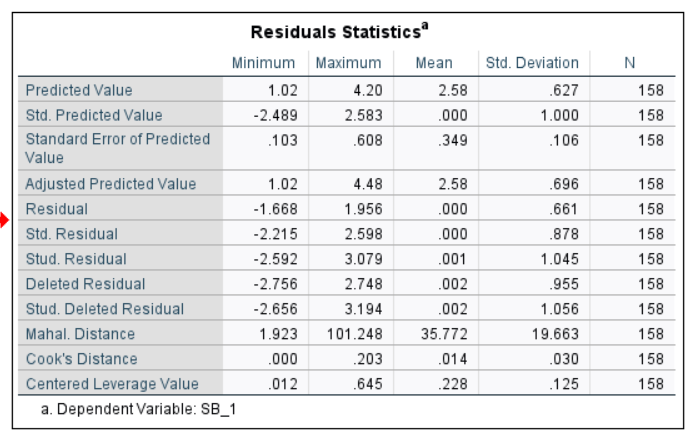 Residuals Statisticsa
Minimum Maximum Mean Std. Deviation N
Predicted Value 1.02 4.20 2.58 .627 158
Std. Predicted Value -2.489 2.583 .000 1.000 158
Standard Error of Predicted Value .103 .608 .349 .106 158
Adjusted Predicted Value 1.02 4.48 2.58 .696 158
Residual -1.668 1.956 .000 .661 158
Std. Residual -2.215 2.598 .000 .878 158
Stud. Residual -2.592 3.079 .001 1.045 158
Deleted Residual -2.756 2.748 .002 .955 158
Stud. Deleted Residual -2.656 3.194 .002 1.056 158
Mahal. Distance 1.923 101.248 35.772 19.663 158
Cook's Distance .000 .203 .014 .030 158
Centered Leverage Value .012 .645 .228 .125 158
a. Dependent Variable: SB_1